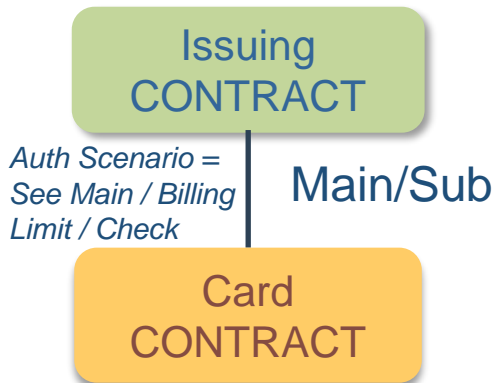 Issuing
CONTRACT
Auth Scenario =
See Main / Billing
Limit / Check
Main/Sub
Card
CONTRACT